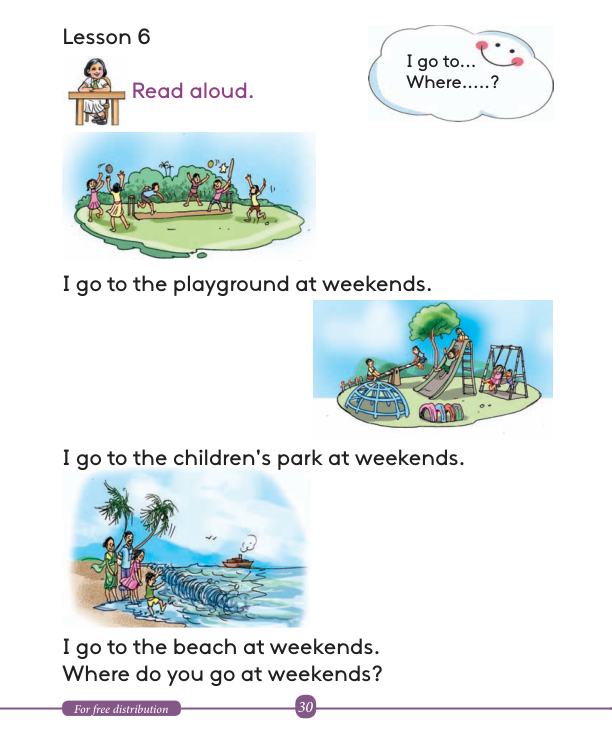 Lesson 6
I go to...
Where.....?
Read aloud.
I go to the playground at weekends.
I go to the children's park at weekends.
I go to the beach at weekends.
Where do you go at weekends?
For free distribution
30